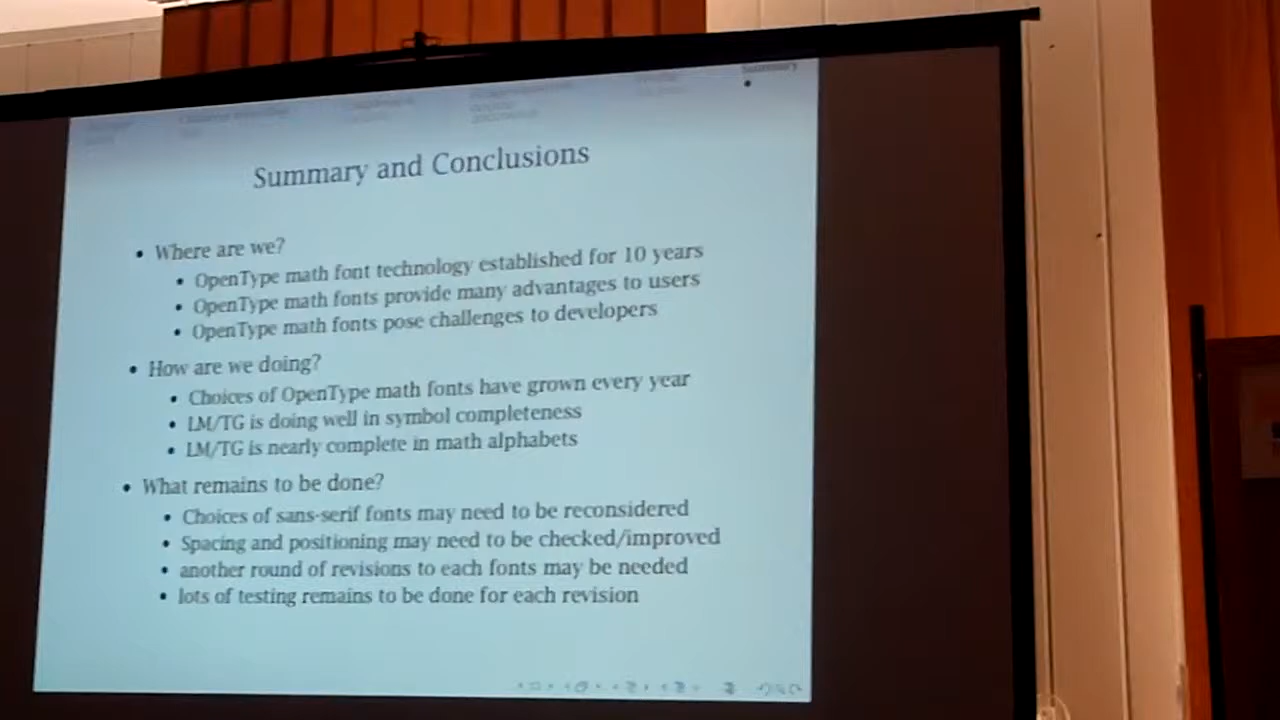 Summary
Summary and Conclusions
• Where are we?
• OpenType math font technology established for 10 years
• OpenType math fonts provide many advantages to users
• OpenType math fonts pose challenges to developers
• How are we doing?
• Choices of OpenType math fonts have grown every year
• LM/TG is doing well in symbol completeness
• LM/TG is nearly complete in math alphabets
• What remains to be done?
• Choices of sans-serif fonts may need to be reconsidered
• Spacing and positioning may need to be checked/improved
• another round of revisions to each fonts may be needed
• lots of testing remains to be done for each revision